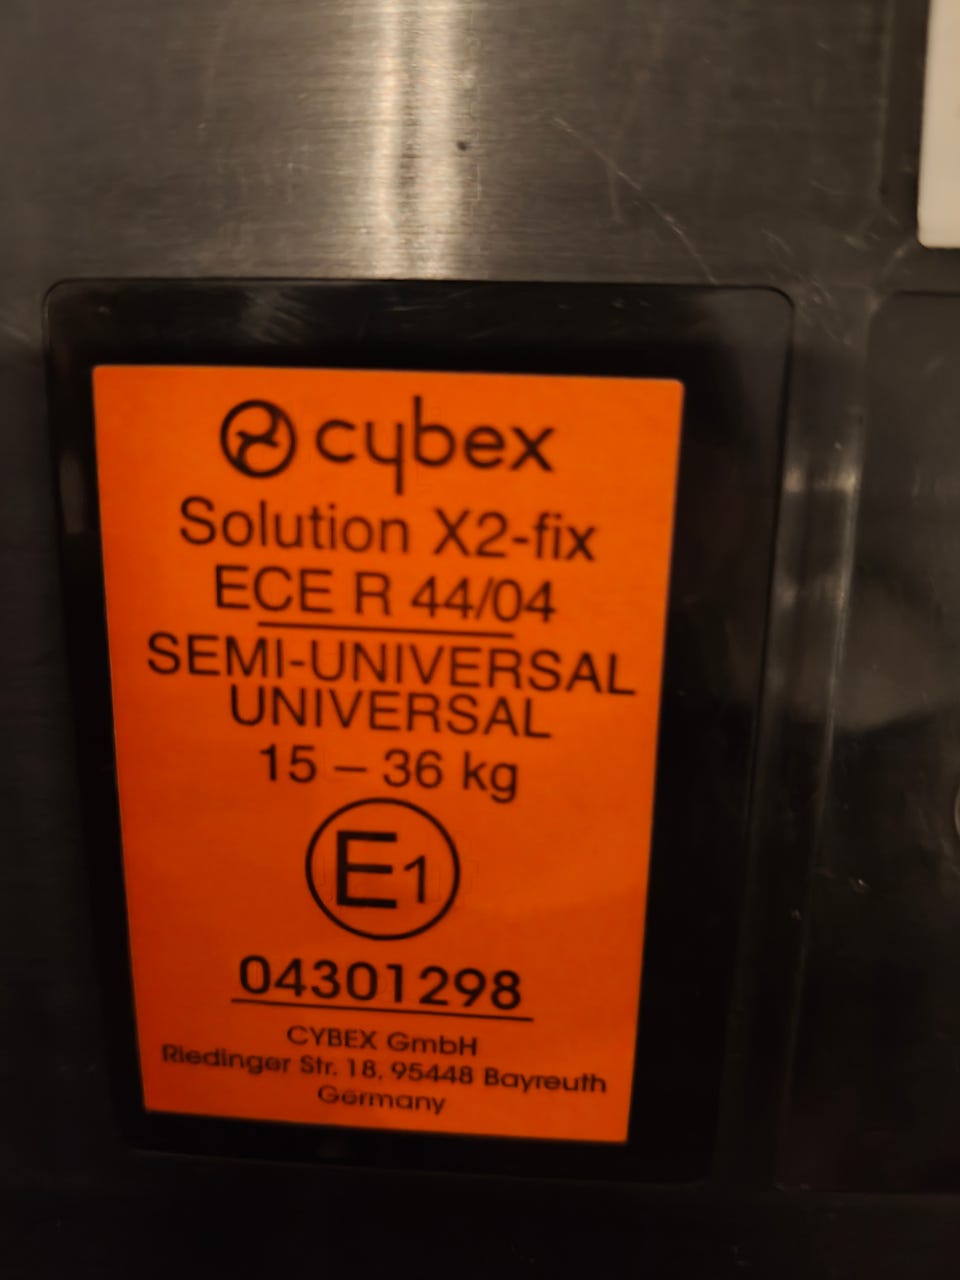 cybex
Solution X2-fix
ECE R 44/04
SEMI-UNIVERSAL
UNIVERSAL
15 – 36 kg
E1
04301298
CYBEX GmbH
Riedinger Str. 18, 95448 Bayreuth
Germany